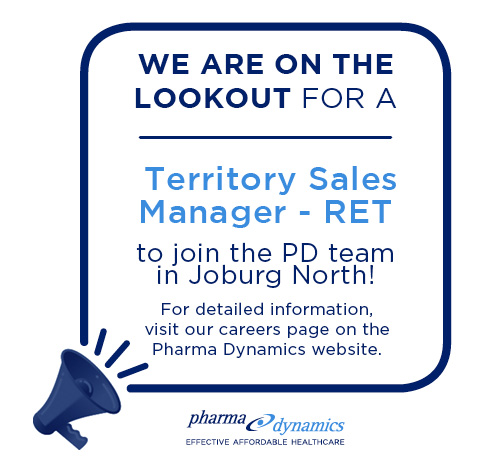 WE ARE ON THE
LOOKOUT FOR A
Territory Sales
Manager - RET
to join the PD team
in Joburg North!
For detailed information,
visit our careers page on the
Pharma Dynamics website.
pharma dynamics
EFFECTIVE AFFORDABLE HEALTHCARE